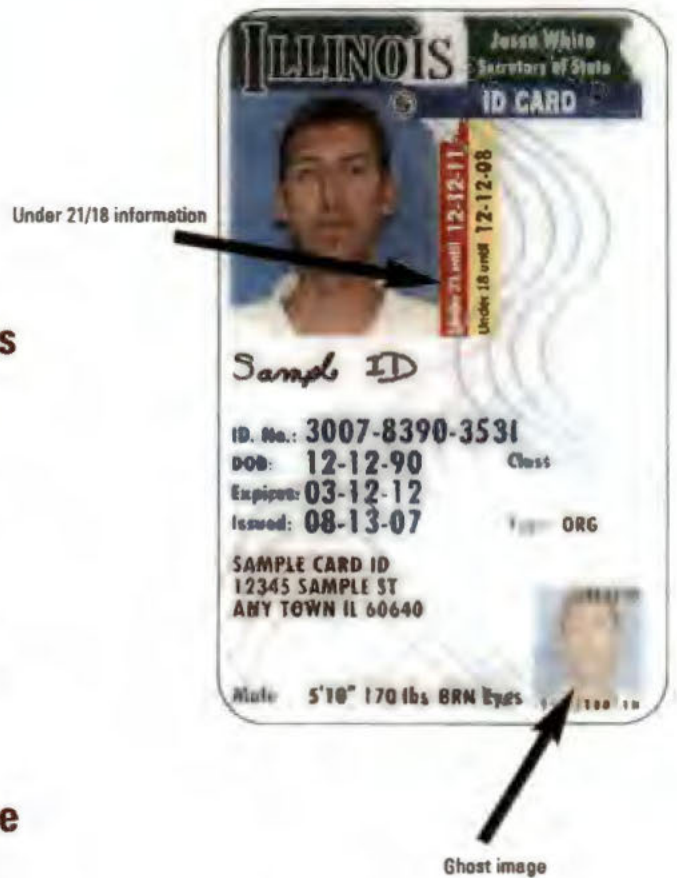 ILLINOIS
Jesse White
Secretary of State
ID CARD
Under 21 until 12-12-11
Under 18 until 12-12-08
Under 21/18 information
s
Sample ID
ID. No.: 3007-8390-3531
DOB: 12-12-90 Class
Expires: 03-12-12
Issued: 08-13-07 Type: ORG
SAMPLE CARD ID
12345 SAMPLE ST
ANY TOWN IL 60640
Male 5'10" 170 lbs BRN Eyes
e
Ghost image